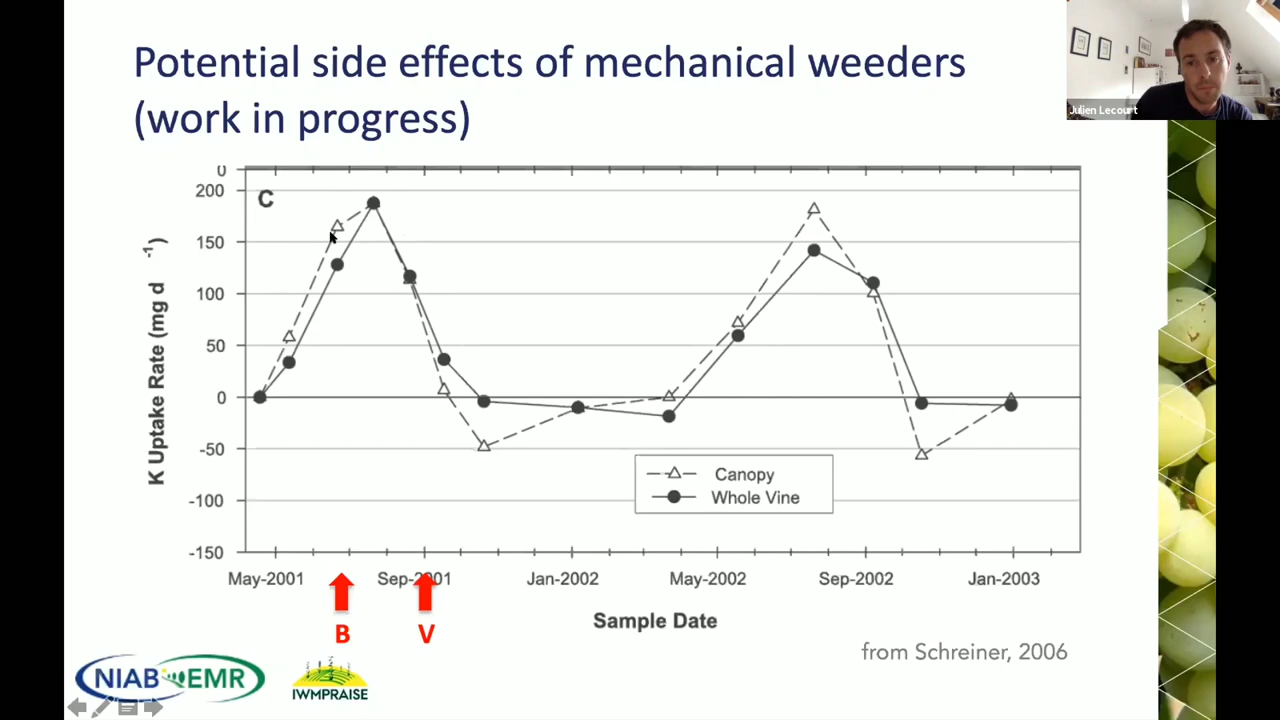 Potential side effects of mechanical weeders
(work in progress)
Julien Lecourt
0
C
200
150
100
50
0
-50
-100
-150
K Uptake Rate (mg d -1)
Canopy
Whole Vine
May-2001
Sep-2001
Jan-2002
May-2002
Sep-2002
Jan-2003
B
V
Sample Date
from Schreiner, 2006
NIAB EMR
IWMPRAISE